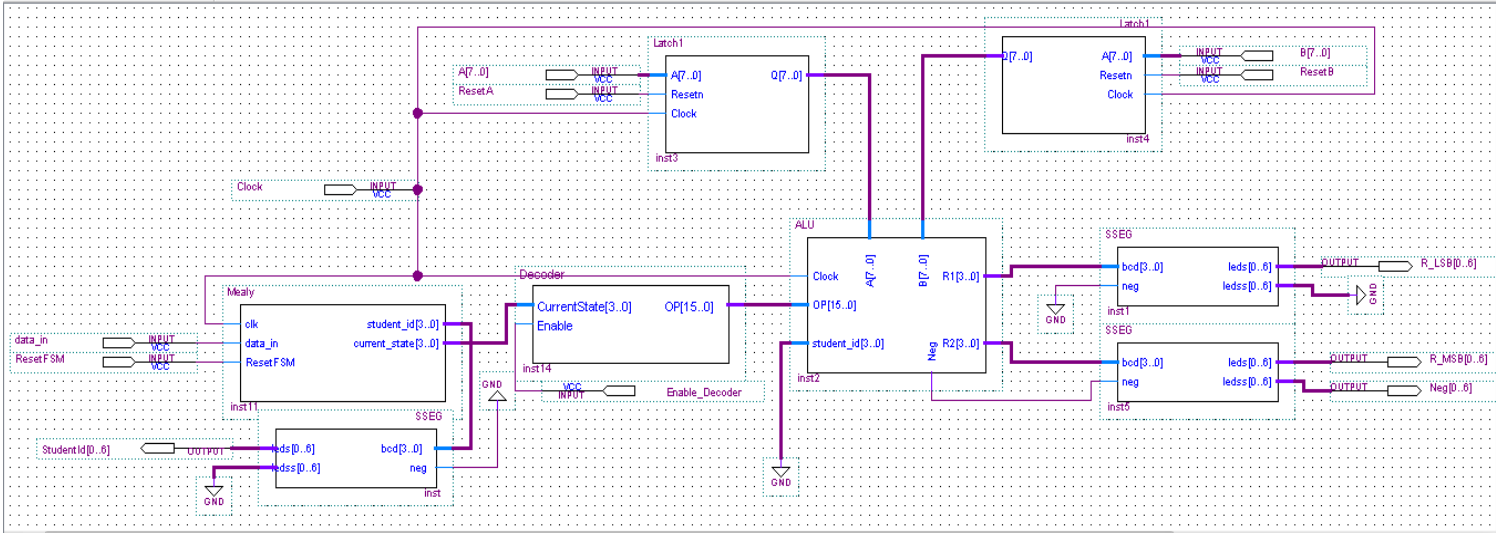 Latch1
A[7..0] INPUT VCC
ResetA INPUT VCC
A[7..0] Q[7..0]
Resetn
Clock
inst3
Latch1
Q[7..0] A[7..0]
Resetn
Clock
inst4
INPUT VCC B[7..0]
INPUT VCC ResetB
Clock INPUT VCC
Mealy
clk
data_in
ResetFSM
student_id[3..0]
current_state[3..0]
inst11
data_in INPUT VCC
ResetFSM INPUT VCC
Decoder
CurrentState[3..0] OP[15..0]
Enable
inst14
VCC INPUT Enable_Decoder
ALU
Clock
OP[15..0]
student_id[3..0]
A[7..0]
B[7..0]
R1[3..0]
R2[3..0]
Neg
inst2
GND
SSEG
bcd[3..0] leds[0..6]
neg ledss[0..6]
inst1
GND
OUTPUT R_LSB[0..6]
GND
SSEG
bcd[3..0] leds[0..6]
neg ledss[0..6]
inst5
OUTPUT R_MSB[0..6]
OUTPUT Neg[0..6]
SSEG
leds[0..6] bcd[3..0]
ledss[0..6] neg
inst
StudentId[0..6] OUTPUT
GND
GND